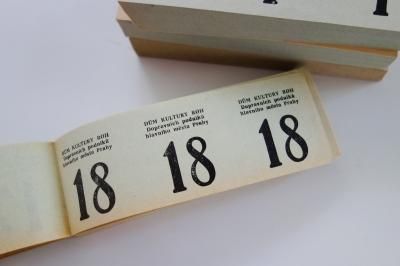 DŮM KULTURY ROH
Dopravních podniků
hlavního města Prahy
18
DŮM KULTURY ROH
Dopravních podniků
hlavního města Prahy
18
DŮM KULTURY ROH
Dopravních podniků
hlavního města Prahy
18